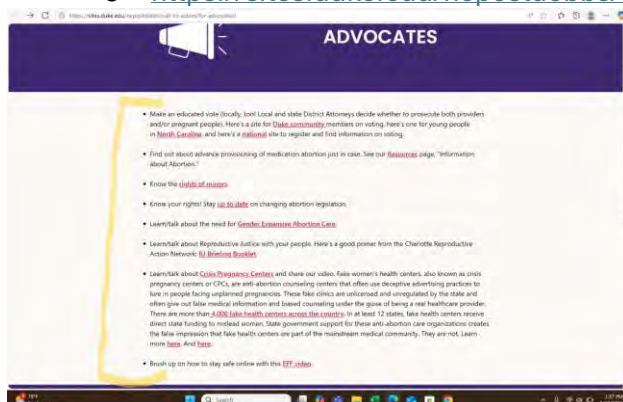 ADVOCATES
• Make an educated vote (locally, too! Local and state District Attorneys decide whether to prosecute both providers
and/or pregnant people). Here's a site for Duke community members on voting, here's one for young people
in North Carolina, and here's a national site to register and find information on voting.
• Find out about advance provisioning of medication abortion just in case. See our Resources page, "Information
about Abortion."
• Know the rights of minors.
• Know your rights! Stay up to date on changing abortion legislation.
• Learn/talk about the need for Gender Expansive Abortion Care.
• Learn/talk about Reproductive Justice with your people. Here's a good primer from the Charlotte Reproductive
Action Network: RJ Briefing Booklet.
• Learn/talk about Crisis Pregnancy Centers and share our video. Fake women's health centers, also known as crisis
pregnancy centers or CPCs, are anti-abortion counseling centers that often use deceptive advertising practices to
lure in people facing unplanned pregnancies. These fake clinics are unlicensed and unregulated by the state and
often give out false medical information and biased counseling under the guise of being a real healthcare provider.
There are more than 4,000 fake health centers across the country. In at least 12 states, fake health centers receive
direct state funding to mislead women. State government support for these anti-abortion care organizations creates
the false impression that fake health centers are part of the mainstream medical community. They are not. Learn
more here. And here.
• Brush up on how to stay safe online with this EFF video.
Search